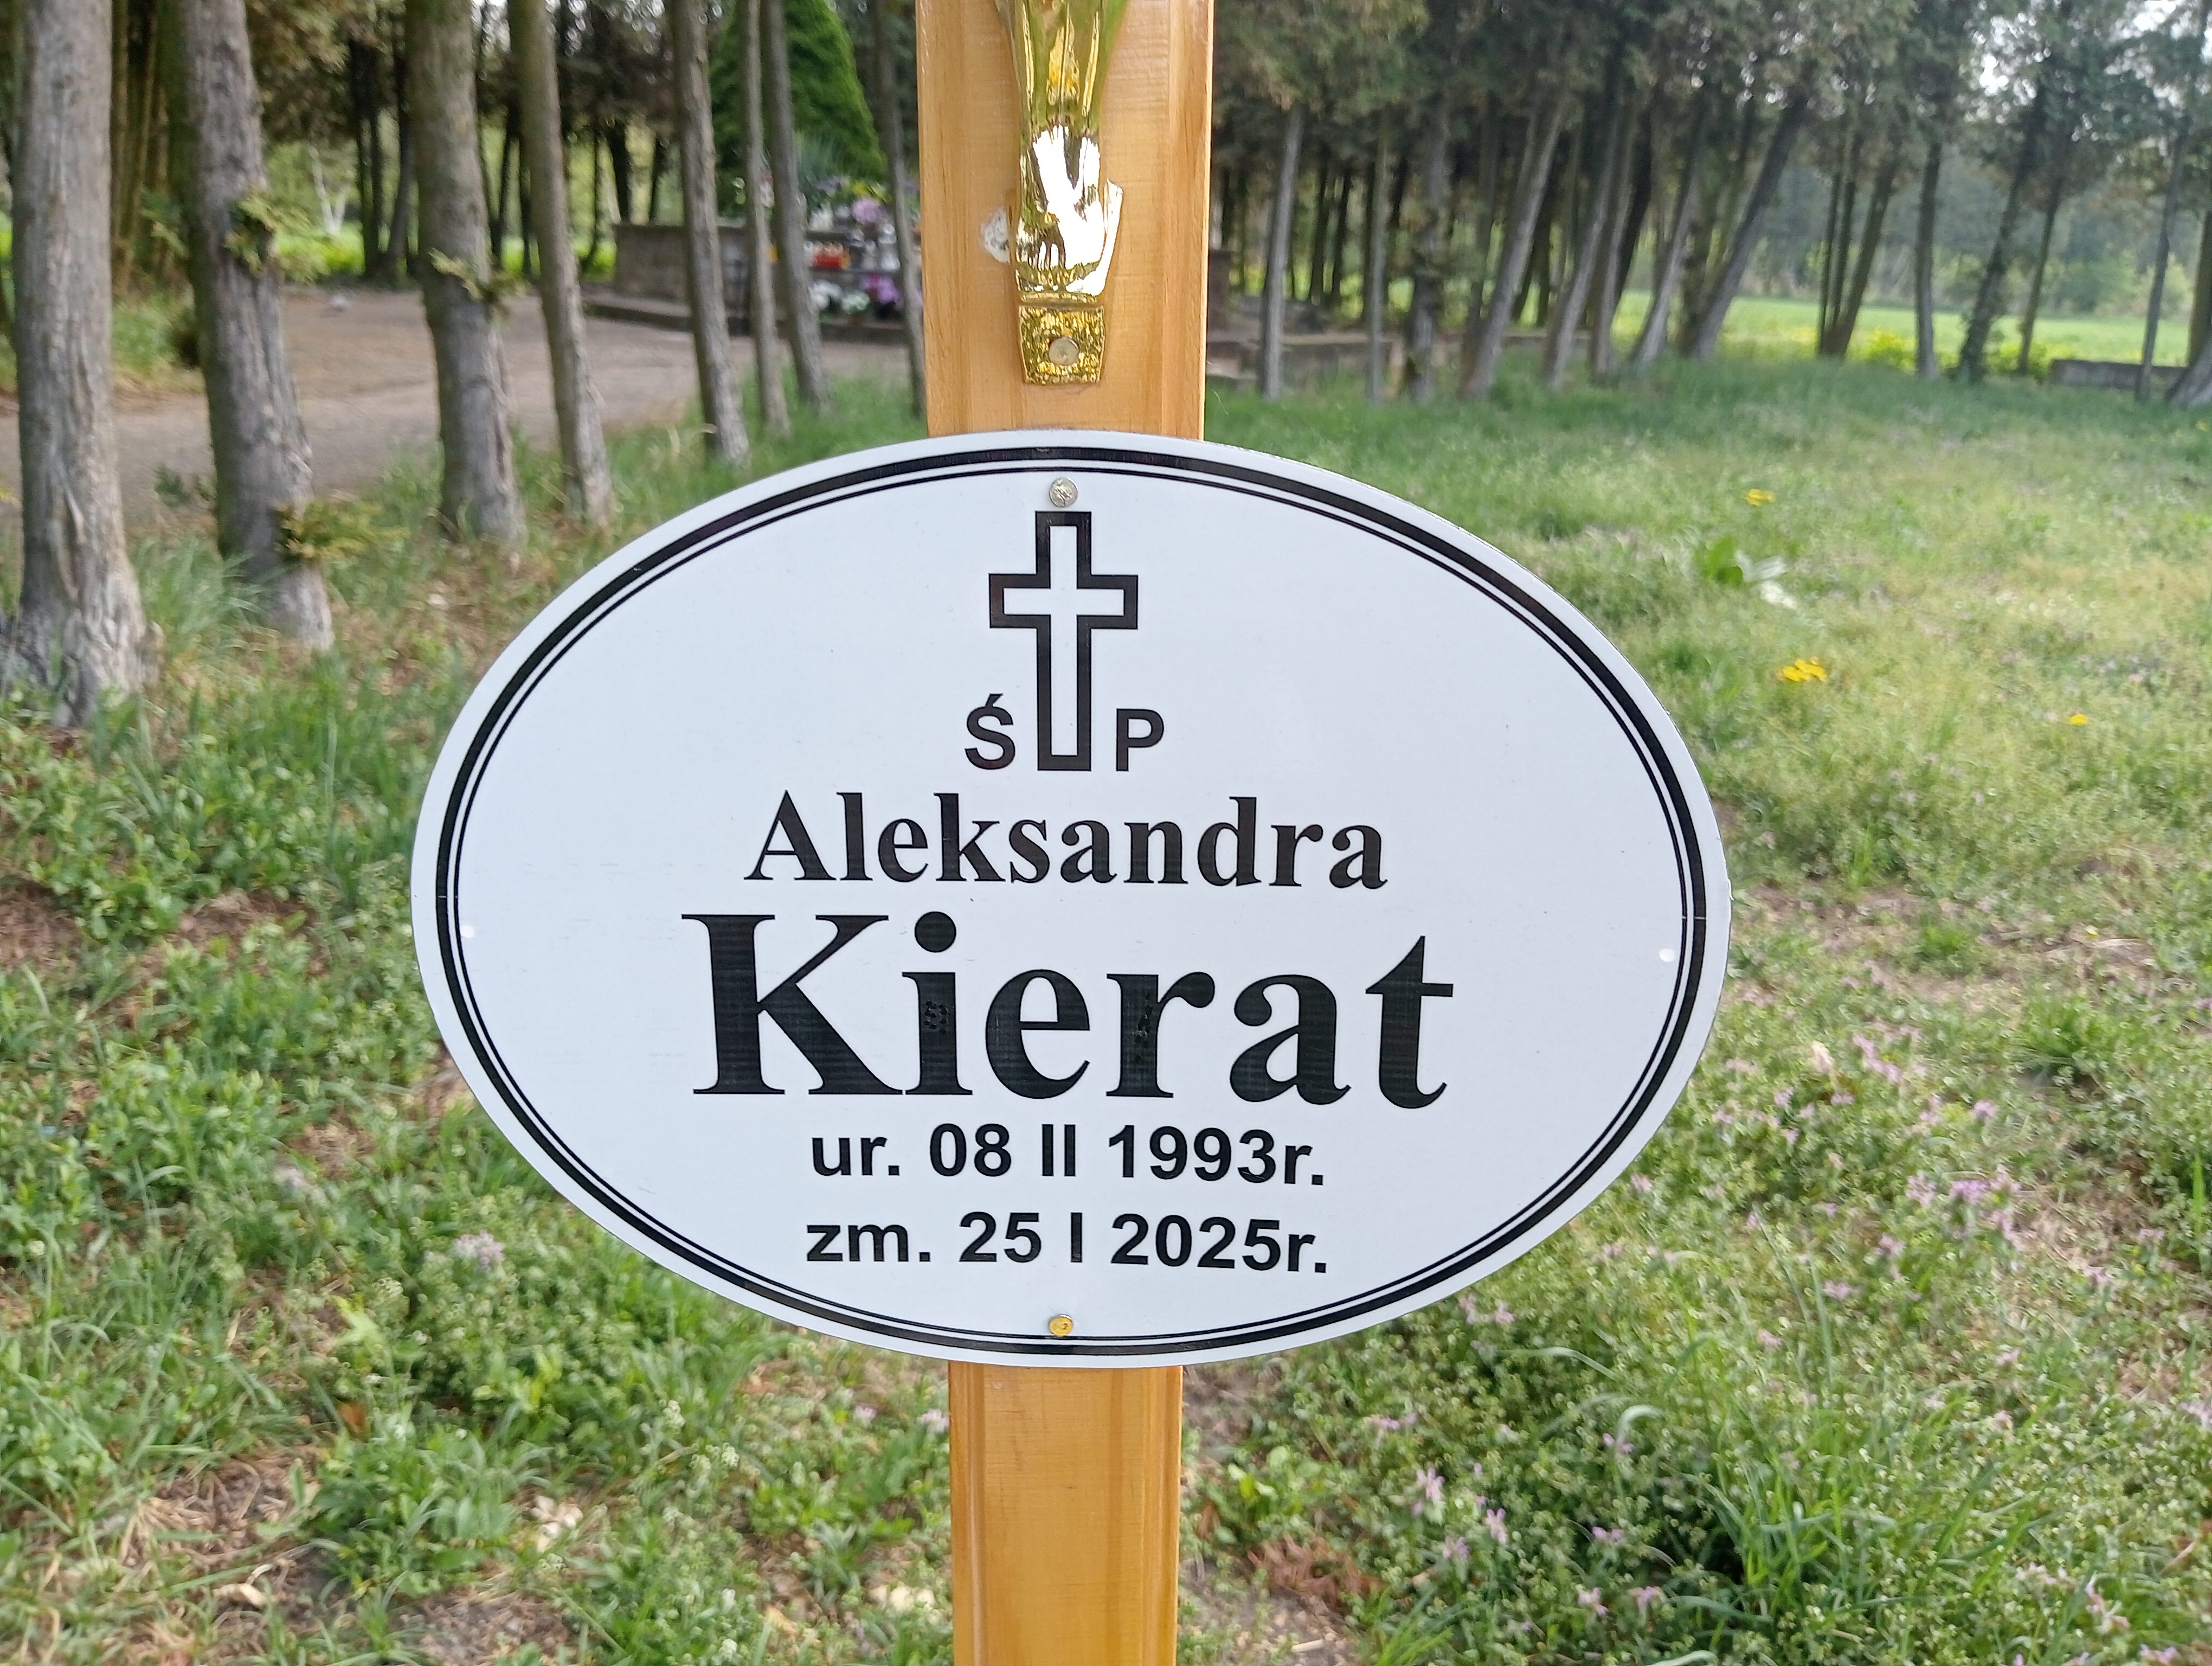 Ś P
Aleksandra
Kierat
ur. 08 II 1993r.
zm. 25 I 2025r.